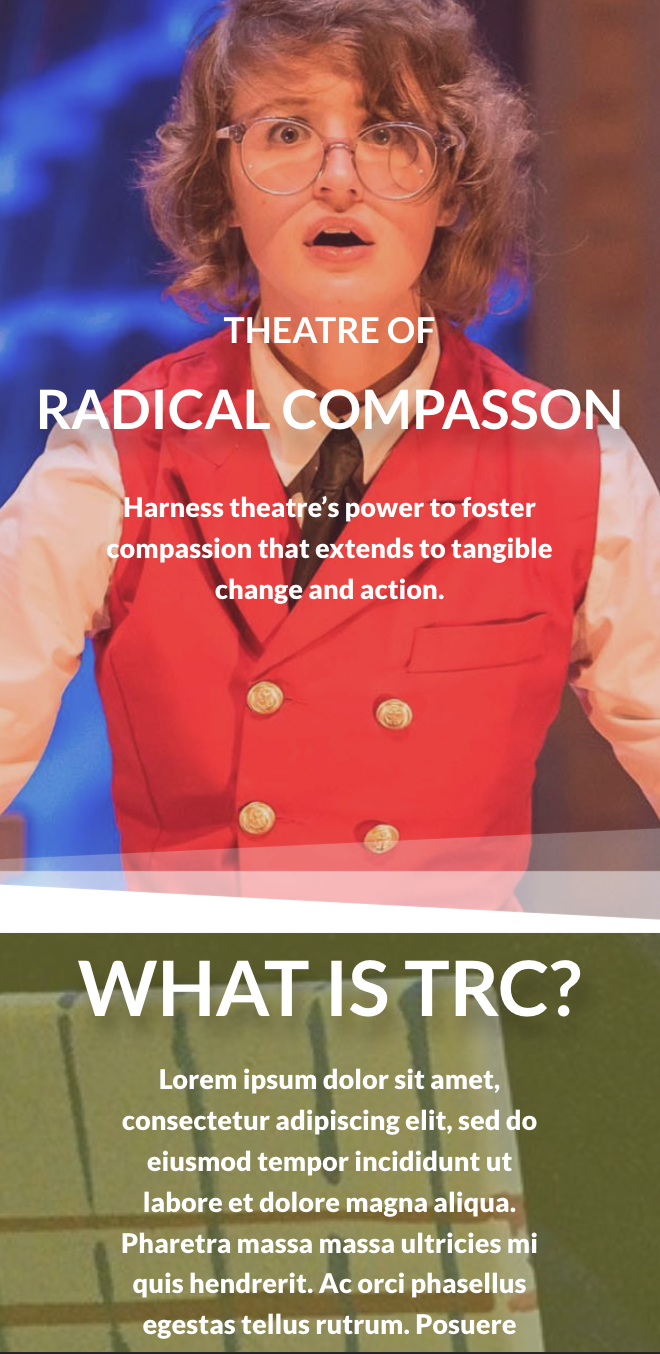 THEATRE OF
RADICAL COMPASSON
Harness theatre’s power to foster
compassion that extends to tangible
change and action.
WHAT IS TRC?
Lorem ipsum dolor sit amet,
consectetur adipiscing elit, sed do
eiusmod tempor incididunt ut
labore et dolore magna aliqua.
Pharetra massa massa ultricies mi
quis hendrerit. Ac orci phasellus
egestas tellus rutrum. Posuere